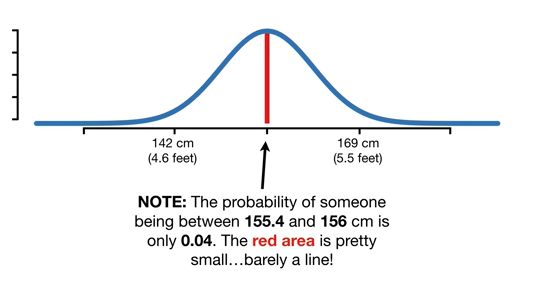 142 cm
(4.6 feet)
169 cm
(5.5 feet)
NOTE: The probability of someone
being between 155.4 and 156 cm is
only 0.04. The red area is pretty
small…barely a line!